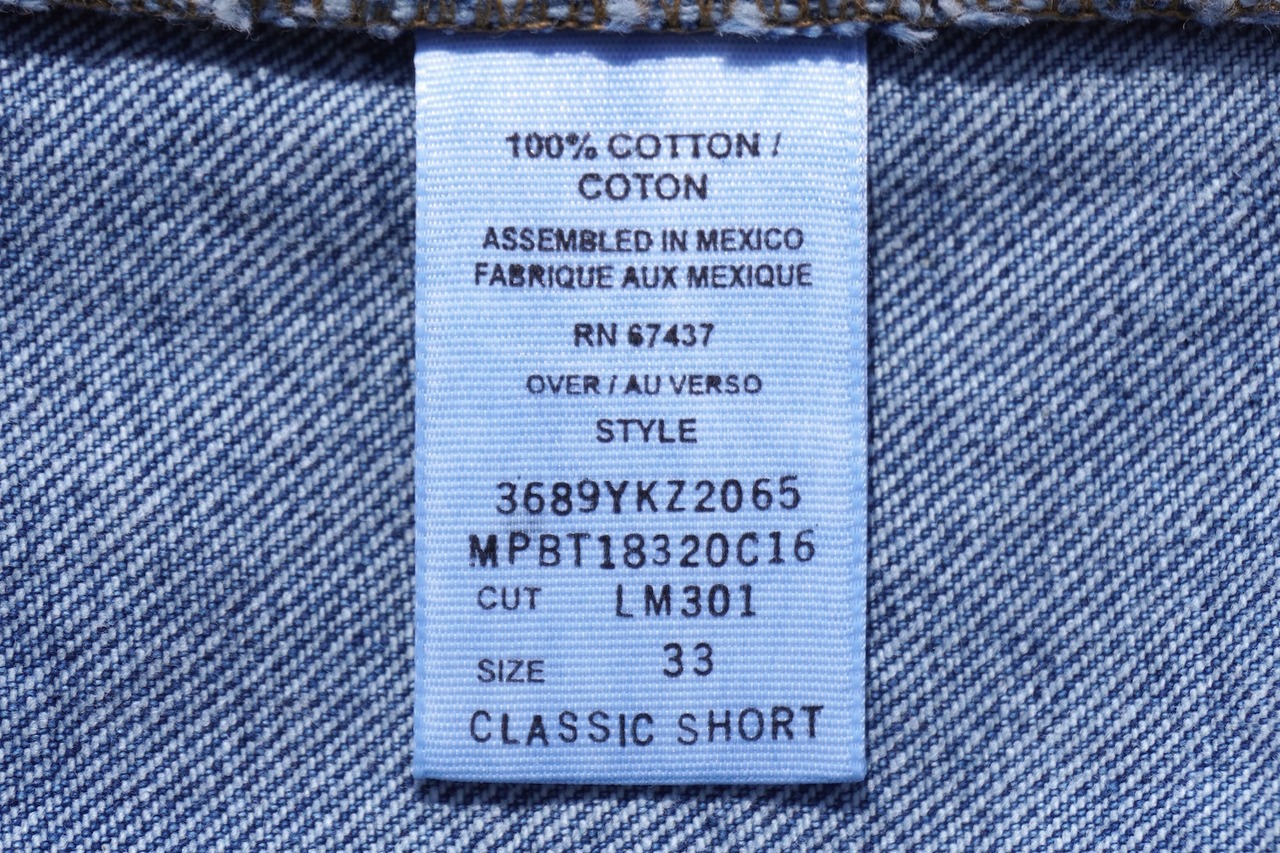 100% COTTON /
COTON
ASSEMBLED IN MEXICO
FABRIQUE AUX MEXIQUE
RN 67437
OVER / AU VERSO
STYLE
3689YKZ2065
MPBT18320C16
CUT LM301
SIZE 33
CLASSIC SHORT